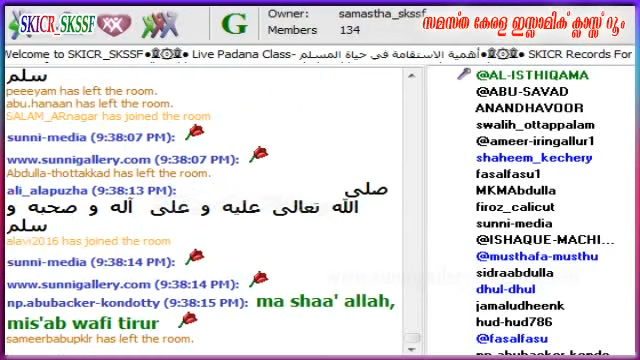 SKICR_SKSSF
G
Owner: samastha_skssf
Members 134
സമസ്ത കേരള ഇസ്ലാമിക് ക്ലാസ്സ് റൂം
Welcome to SKICR_SKSSF●۩۞۩● Live Padana Class- أهمية الاستقامة في حياة المسلم●۩۞۩● SKICR Records For
سلم
peeeyam has left the room.
abu.hanaan has left the room.
SALAM_ARnagar has joined the room
sunni-media (9:38:07 PM):
www.sunnigallery.com (9:38:07 PM):
Abdulla-thottakkad has left the room.
ali_alapuzha (9:38:13 PM): صلى
الله تعالى عليه و على آله و صحبه و
سلم
alavi2016 has joined the room
sunni-media (9:38:14 PM):
www.sunnigallery.com (9:38:14 PM):
np.abubacker-kondotty (9:38:15 PM): ma shaa' allah,
mis'ab wafi tirur
sameerbabupklr has left the room.
@AL-ISTHIQAMA
@ABU-SAVAD
ANANDHAVOOR
swalih_ottappalam
@ameer-iringallur1
shaheem_kechery
fasalfasu1
MKMAbdulla
firoz_calicut
sunni-media
@ISHAQUE-MACHI...
@musthafa-musthu
sidraabdulla
dhul-dhul
jamaludheenk
hud-hud786
@fasalfasu
np.abubacker-kondo